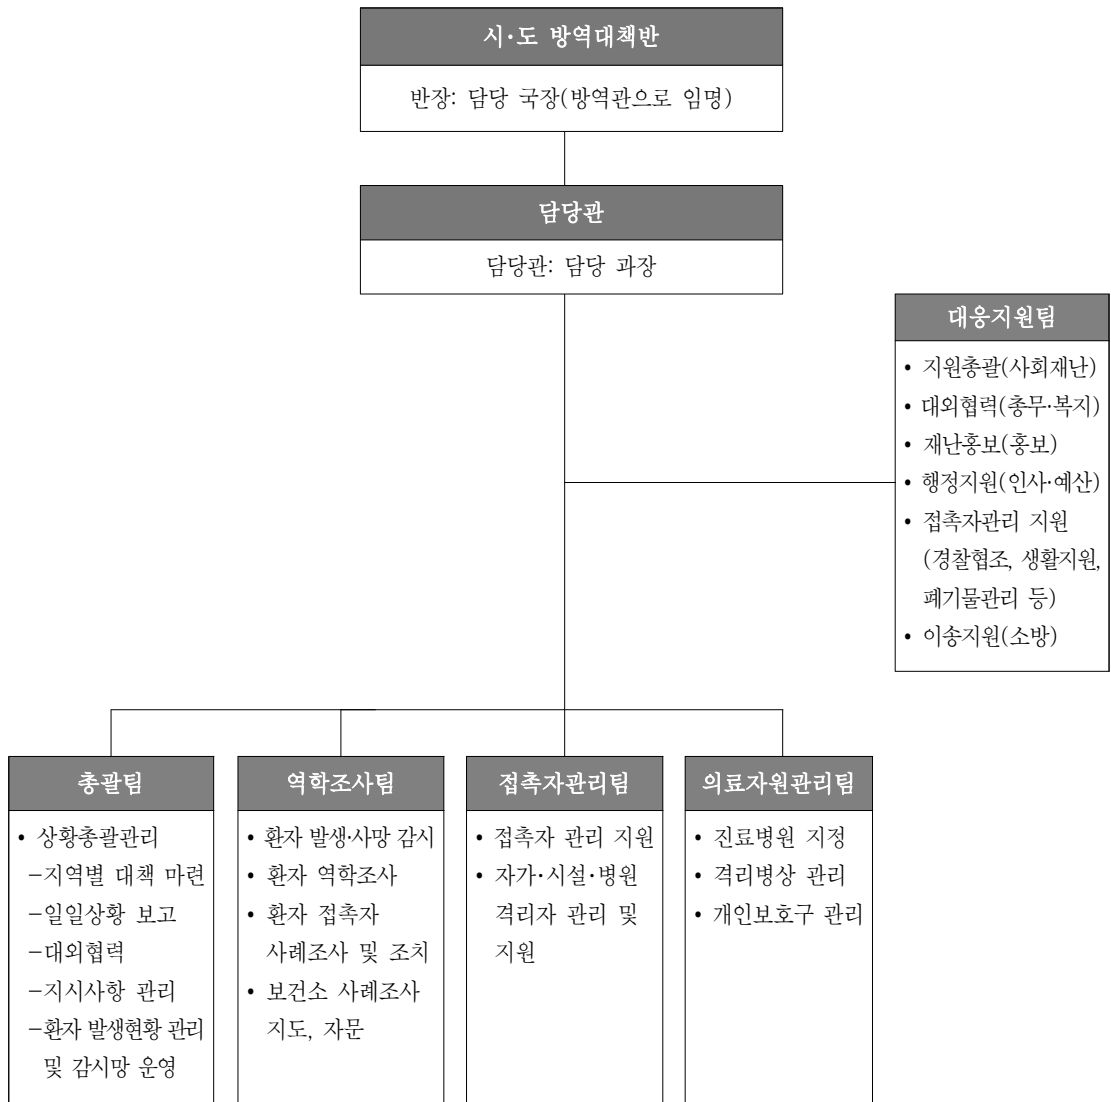 시·도 방역대책반
반장: 담당 국장(방역관으로 임명)
담당관
담당관: 담당 과장
대응지원팀
• 지원총괄(사회재난)
• 대외협력(총무·복지)
• 재난홍보(홍보)
• 행정지원(인사·예산)
• 접촉자관리 지원
(경찰협조, 생활지원,
폐기물관리 등)
• 이송지원(소방)
총괄팀
• 상황총괄관리
-지역별 대책 마련
-일일상황 보고
-대외협력
-지시사항 관리
-환자 발생현황 관리
및 감시망 운영
역학조사팀
• 환자 발생·사망 감시
• 환자 역학조사
• 환자 접촉자
사례조사 및 조치
• 보건소 사례조사
지도, 자문
접촉자관리팀
• 접촉자 관리 지원
• 자가·시설·병원
격리자 관리 및
지원
의료자원관리팀
• 진료병원 지정
• 격리병상 관리
• 개인보호구 관리